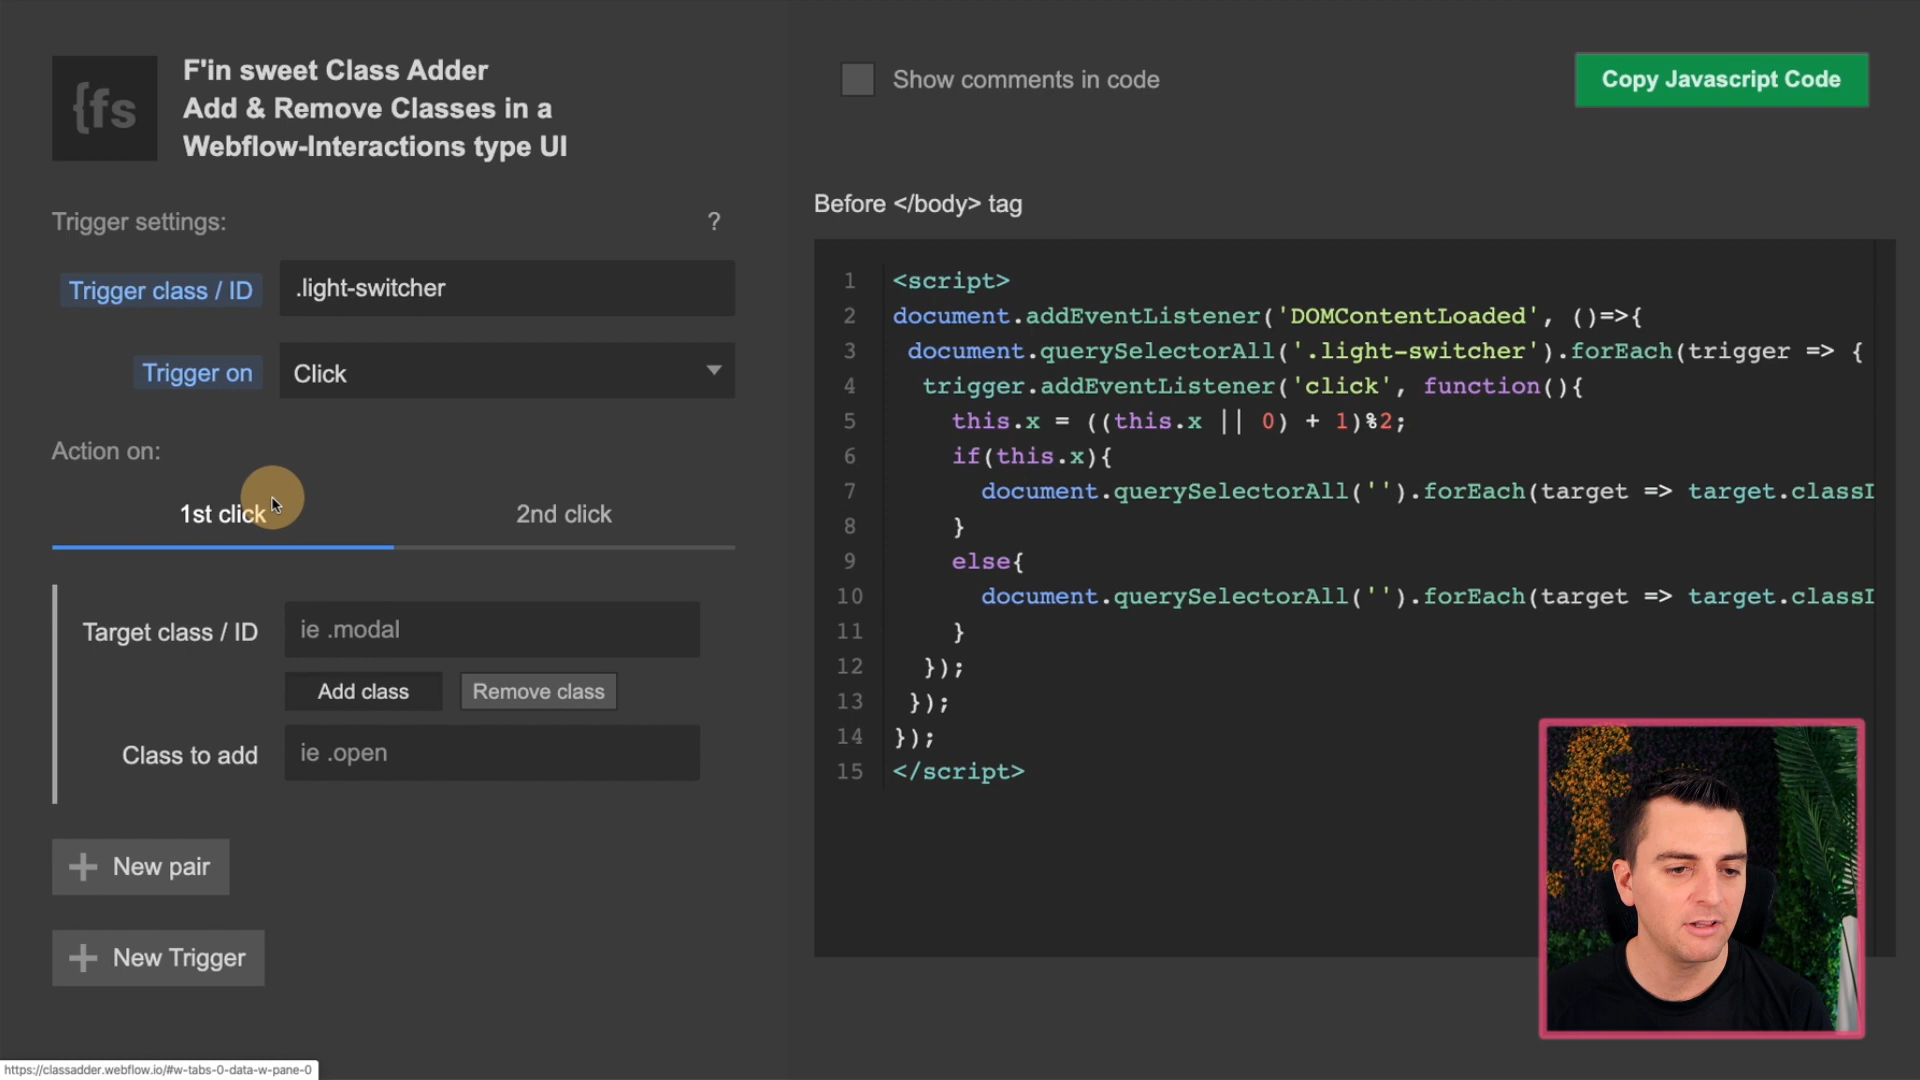 {fs
F'in sweet Class Adder
Add & Remove Classes in a
Webflow-Interactions type UI
Show comments in code
Copy Javascript Code
Trigger settings:
?
Trigger class / ID
.light-switcher
Trigger on
Click
Action on:
1st click
2nd click
Target class / ID
ie .modal
Add class
Remove class
Class to add
ie .open
New pair
New Trigger
Before </body> tag
1 <script>
2 document.addEventListener('DOMContentLoaded', ()=>{
3 document.querySelectorAll('.light-switcher').forEach(trigger => {
4 trigger.addEventListener('click', function(){
5 this.x = ((this.x || 0) + 1)%2;
6 if(this.x){
7 document.querySelectorAll('').forEach(target => target.
8 }
9 else{
10 document.querySelectorAll('').forEach(target => target.
11 }
12 });
13 });
14 });
15 </script>
https://classadder.webflow.io/#w-tabs-0-data-w-pane-0